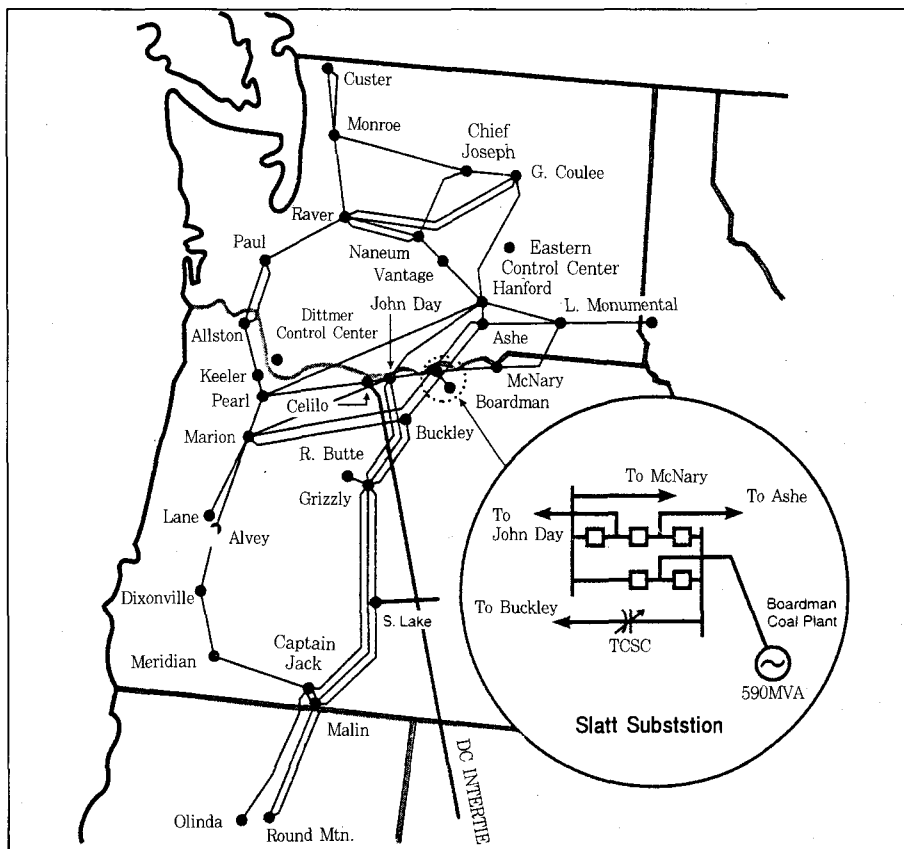 Custer
Monroe
Chief
Joseph
G. Coulee
Raver
Paul
Naneum
Vantage
Eastern
Control Center
Hanford
John Day
L. Monumental
Dittmer
Control Center
Allston
Ashe
Keeler
McNary
Pearl
Celilo
Boardman
Marion
Buckley
R. Butte
Grizzly
Lane
Alvey
Dixonville
S. Lake
Captain
Jack
Meridian
Malin
DC INTERTIE
Olinda
Round Mtn.
To McNary
To Ashe
To
John Day
To Buckley
TCSC
Boardman
Coal Plant
590MVA
Slatt Subststion